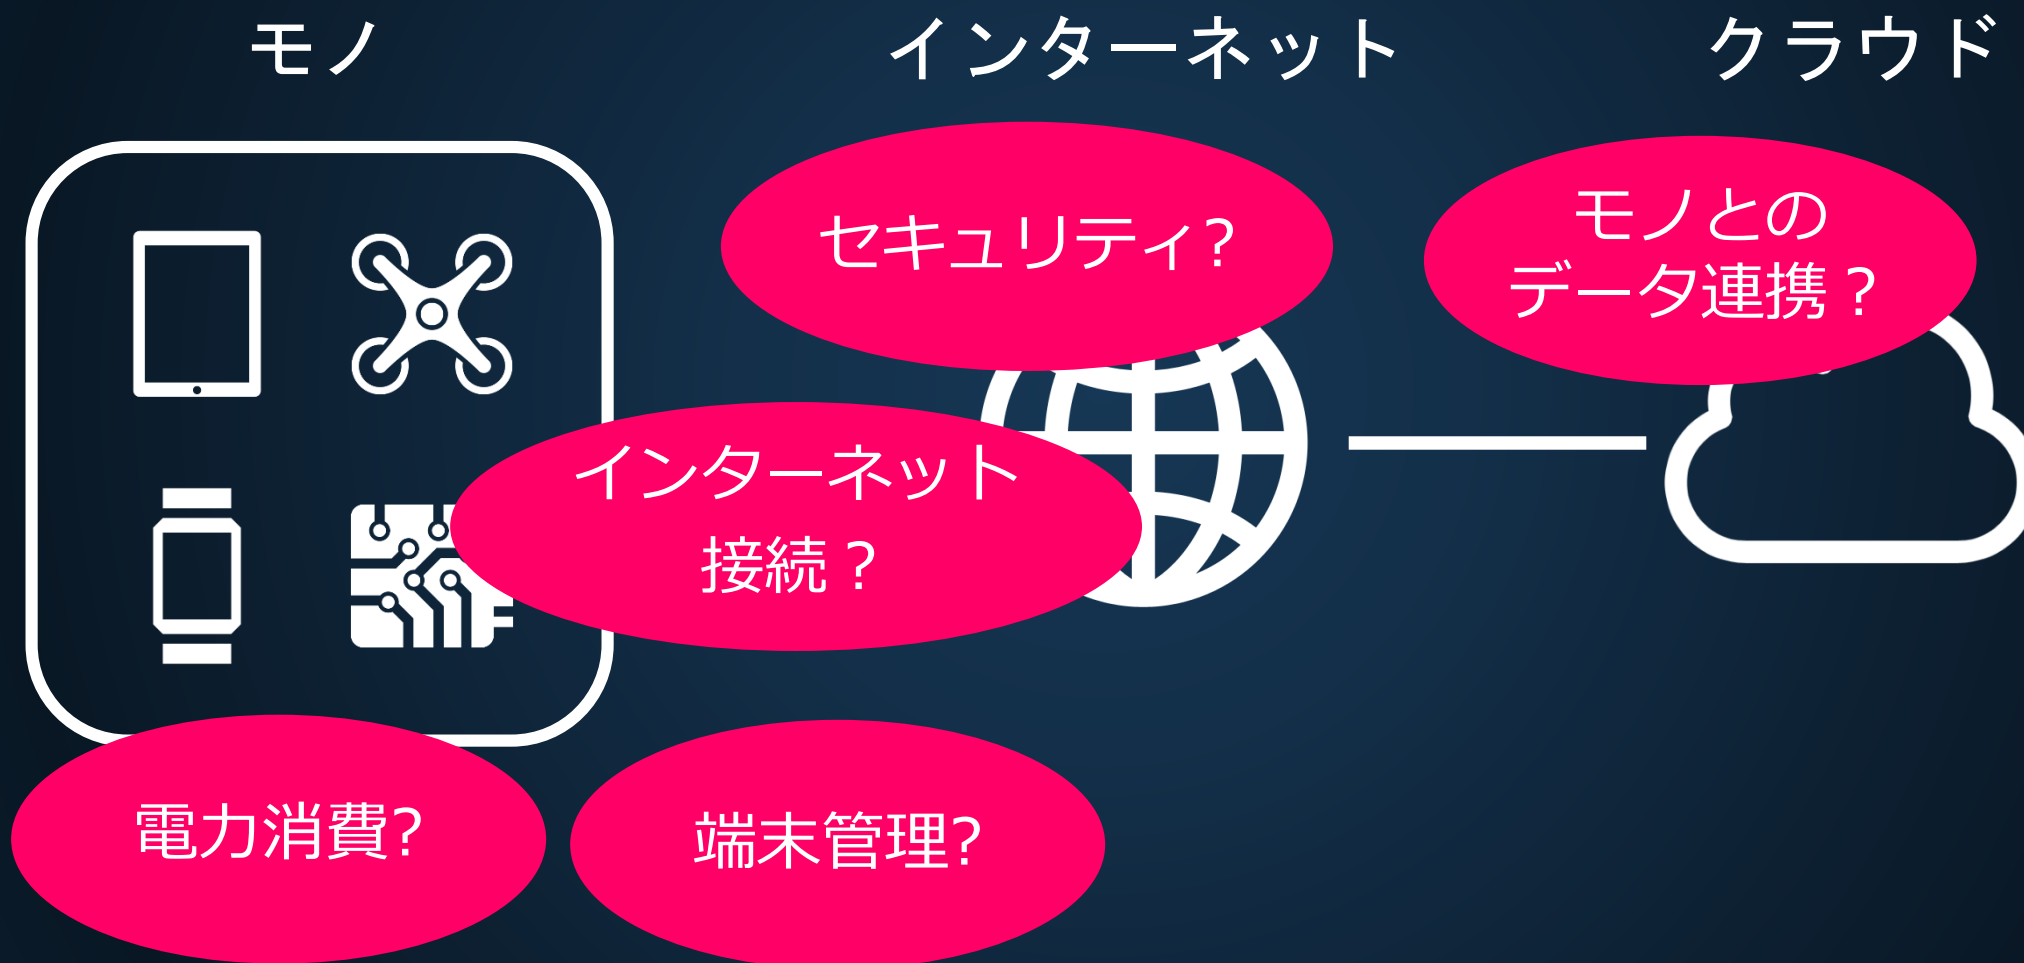 モノ
インターネット
クラウド
セキュリティ?
モノとの
データ連携？
インターネット
接続？
電力消費?
端末管理?